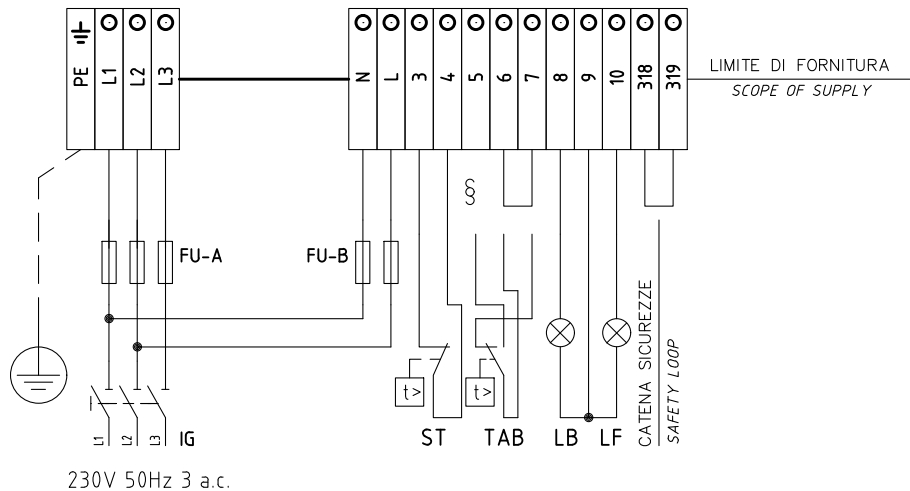 PE L1 L2 L3 N L 3 4 5 6 7 8 9 10 318 319
LIMITE DI FORNITURA
SCOPE OF SUPPLY
§
FU-A
FU-B
CATENA SICUREZZE
SAFETY LOOP
t> t>
L1 L2 L3 IG
ST TAB LB LF
230V 50Hz 3 a.c.